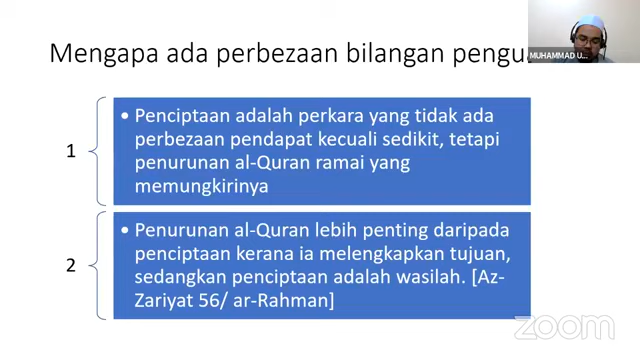 Mengapa ada perbezaan bilangan
MUHAMMAD U...
1
• Penciptaan adalah perkara yang tidak ada
perbezaan pendapat kecuali sedikit, tetapi
penurunan al-Quran ramai yang
memungkirinya
2
• Penurunan al-Quran lebih penting daripada
penciptaan kerana ia melengkapkan tujuan,
sedangkan penciptaan adalah wasilah. [Az-
Zariyat 56/ ar-Rahman]
zoom